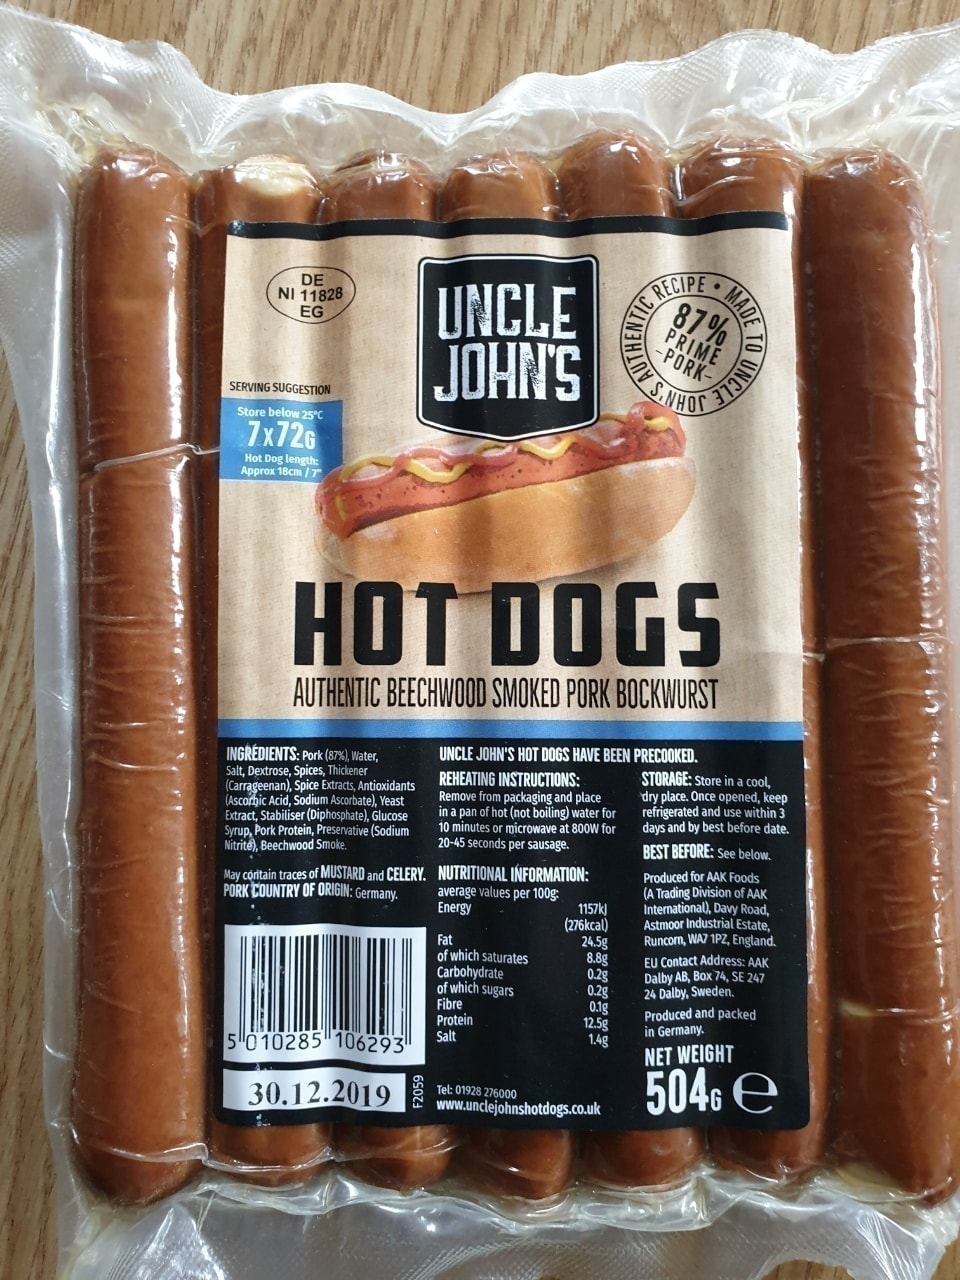 DE
NI 11828
EG
UNCLE
JOHN'S
UNCLE JOHN'S AUTHENTIC RECIPE • MADE TO
87%
PRIME
-PORK-
SERVING SUGGESTION
Store below 25°C
7x72G
Hot Dog length:
Approx 18cm / 7"
HOT DOGS
AUTHENTIC BEECHWOOD SMOKED PORK BOCKWURST
INGREDIENTS: Pork (87%), Water,
Salt, Dextrose, Spices, Thickener
(Carrageenan), Spice Extracts, Antioxidants
(Ascorbic Acid, Sodium Ascorbate), Yeast
Extract, Stabiliser (Diphosphate), Glucose
Syrup, Pork Protein, Preservative (Sodium
Nitrite), Beechwood Smoke.
May contain traces of MUSTARD and CELERY.
PORK COUNTRY OF ORIGIN: Germany.
5 010285 106293
30.12.2019
F2059
UNCLE JOHN'S HOT DOGS HAVE BEEN PRECOOKED.
REHEATING INSTRUCTIONS:
Remove from packaging and place
in a pan of hot (not boiling) water for
10 minutes or microwave at 800W for
20-45 seconds per sausage.
NUTRITIONAL INFORMATION:
average values per 100g:
Energy 1157kJ
(276kcal)
Fat 24.5g
of which saturates 8.8g
Carbohydrate 0.2g
of which sugars 0.2g
Fibre 0.1g
Protein 12.5g
Salt 1.4g
Tel: 01928 276000
www.unclejohnshotdogs.co.uk
STORAGE: Store in a cool,
dry place. Once opened, keep
refrigerated and use within 3
days and by best before date.
BEST BEFORE: See below.
Produced for AAK Foods
(A Trading Division of AAK
International), Davy Road,
Astmoor Industrial Estate,
Runcorn, WA7 1PZ, England.
EU Contact Address: AAK
Dalby AB, Box 74, SE 247
24 Dalby, Sweden.
Produced and packed
in Germany.
NET WEIGHT
504G ℮